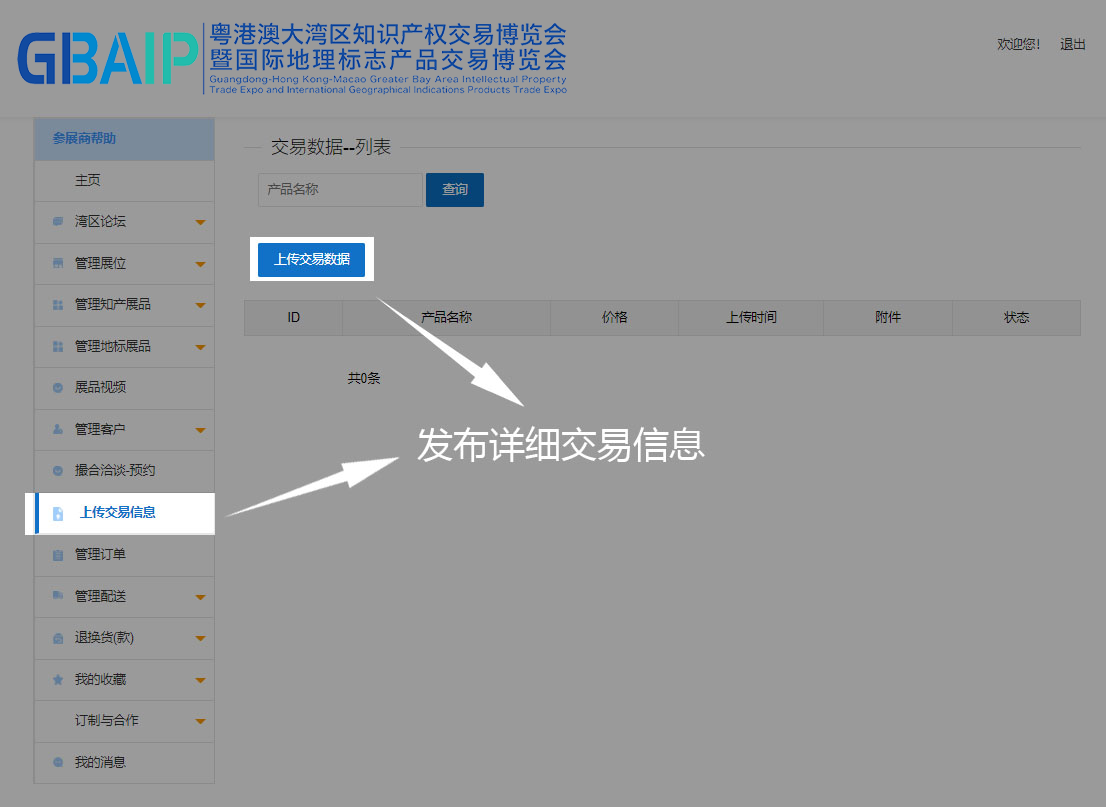 GBAIP
粤港澳大湾区知识产权交易博览会
暨国际地理标志产品交易博览会
Guangdong-Hong Kong-Macao Greater Bay Area Intellectual Property
Trade Expo and International Geographical Indications Products Trade Expo
欢迎您! 退出
参展商帮助
主页
湾区论坛
管理展位
管理知产展品
管理地标展品
展品视频
管理客户
撮合洽谈-预约
上传交易信息
管理订单
管理配送
退换货(款)
我的收藏
订制与合作
我的消息
交易数据--列表
产品名称 查询
上传交易数据
ID 产品名称 价格 上传时间 附件 状态
共0条
发布详细交易信息